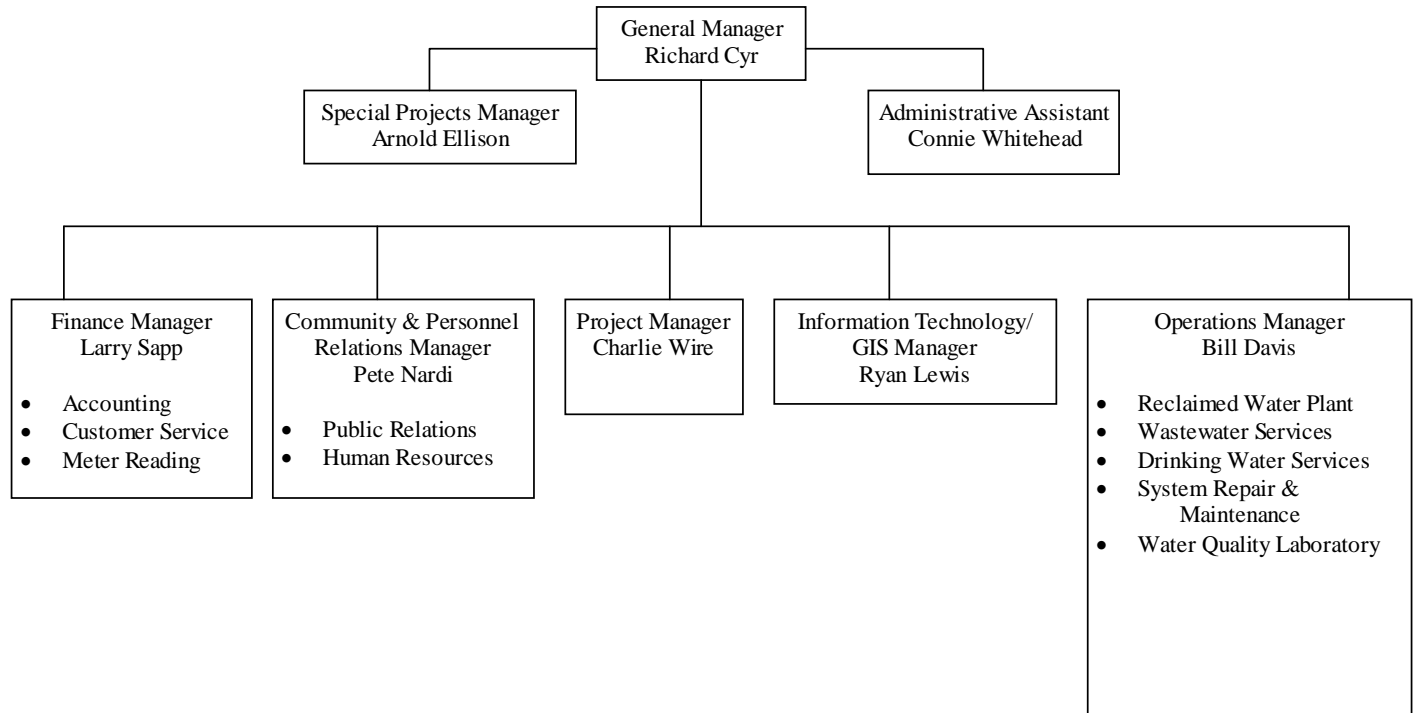 General Manager
Richard Cyr
Special Projects Manager
Arnold Ellison
Administrative Assistant
Connie Whitehead
Finance Manager
Larry Sapp
• Accounting
• Customer Service
• Meter Reading
Community & Personnel
Relations Manager
Pete Nardi
• Public Relations
• Human Resources
Project Manager
Charlie Wire
Information Technology/
GIS Manager
Ryan Lewis
Operations Manager
Bill Davis
• Reclaimed Water Plant
• Wastewater Services
• Drinking Water Services
• System Repair &
Maintenance
• Water Quality Laboratory